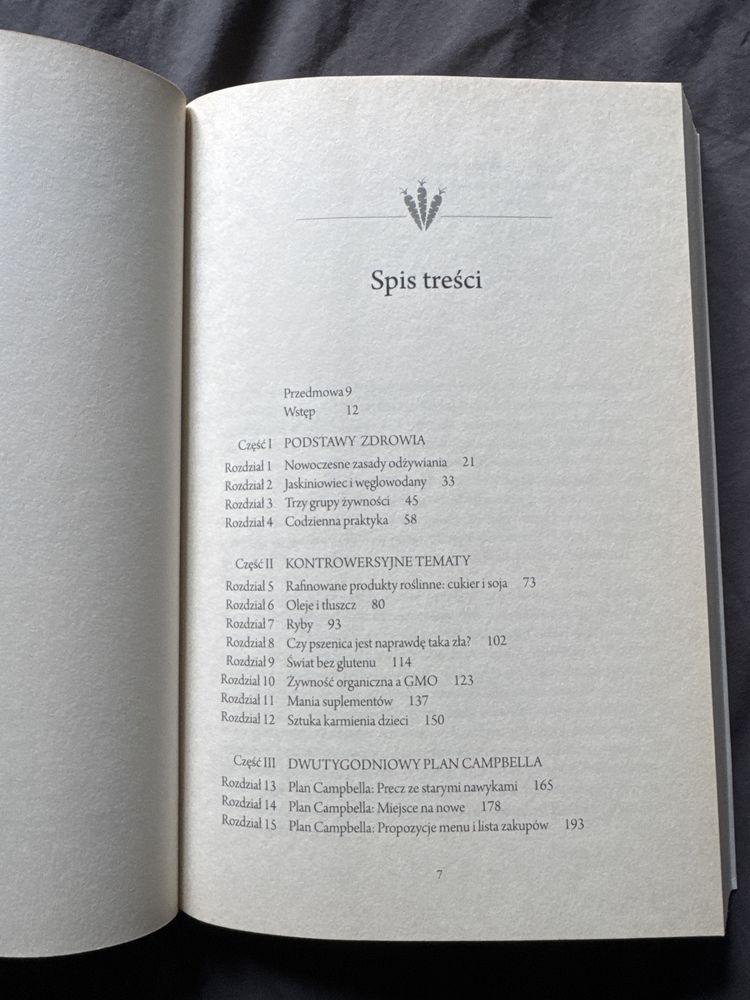 Spis treści
Przedmowa 9
Wstęp 12
Część I PODSTAWY ZDROWIA
Rozdział 1 Nowoczesne zasady odżywiania 21
Rozdział 2 Jaskiniowiec i węglowodany 33
Rozdział 3 Trzy grupy żywności 45
Rozdział 4 Codzienna praktyka 58
Część II KONTROWERSYJNE TEMATY
Rozdział 5 Rafinowane produkty roślinne: cukier i soja 73
Rozdział 6 Oleje i tłuszcz 80
Rozdział 7 Ryby 93
Rozdział 8 Czy pszenica jest naprawdę taka zła? 102
Rozdział 9 Świat bez glutenu 114
Rozdział 10 Żywność organiczna a GMO 123
Rozdział 11 Mania suplementów 137
Rozdział 12 Sztuka karmienia dzieci 150
Część III DWUTYGODNIOWY PLAN CAMPBELLA
Rozdział 13 Plan Campbella: Precz ze starymi nawykami 165
Rozdział 14 Plan Campbella: Miejsce na nowe 178
Rozdział 15 Plan Campbella: Propozycje menu i lista zakupów 193
7